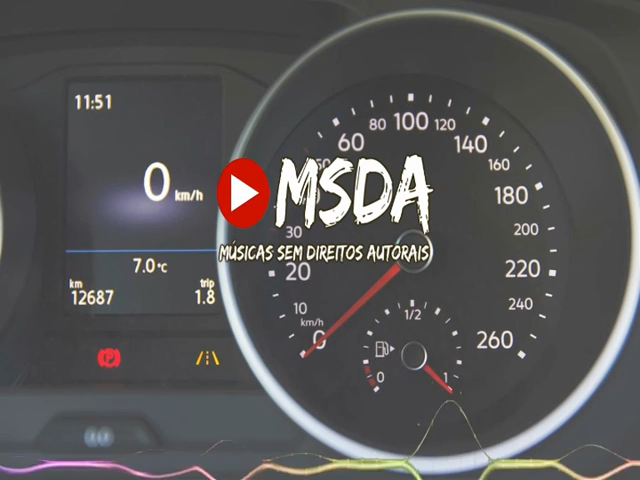 11:51
0 km/h
7.0 °C
km trip
12687 1.8
MSDA
MÚSICAS SEM DIREITOS AUTORAIS
0 10 20 30 50 60 80 100 120 140 160 180 200 220 240 260
km/h
1/2
0 1
P